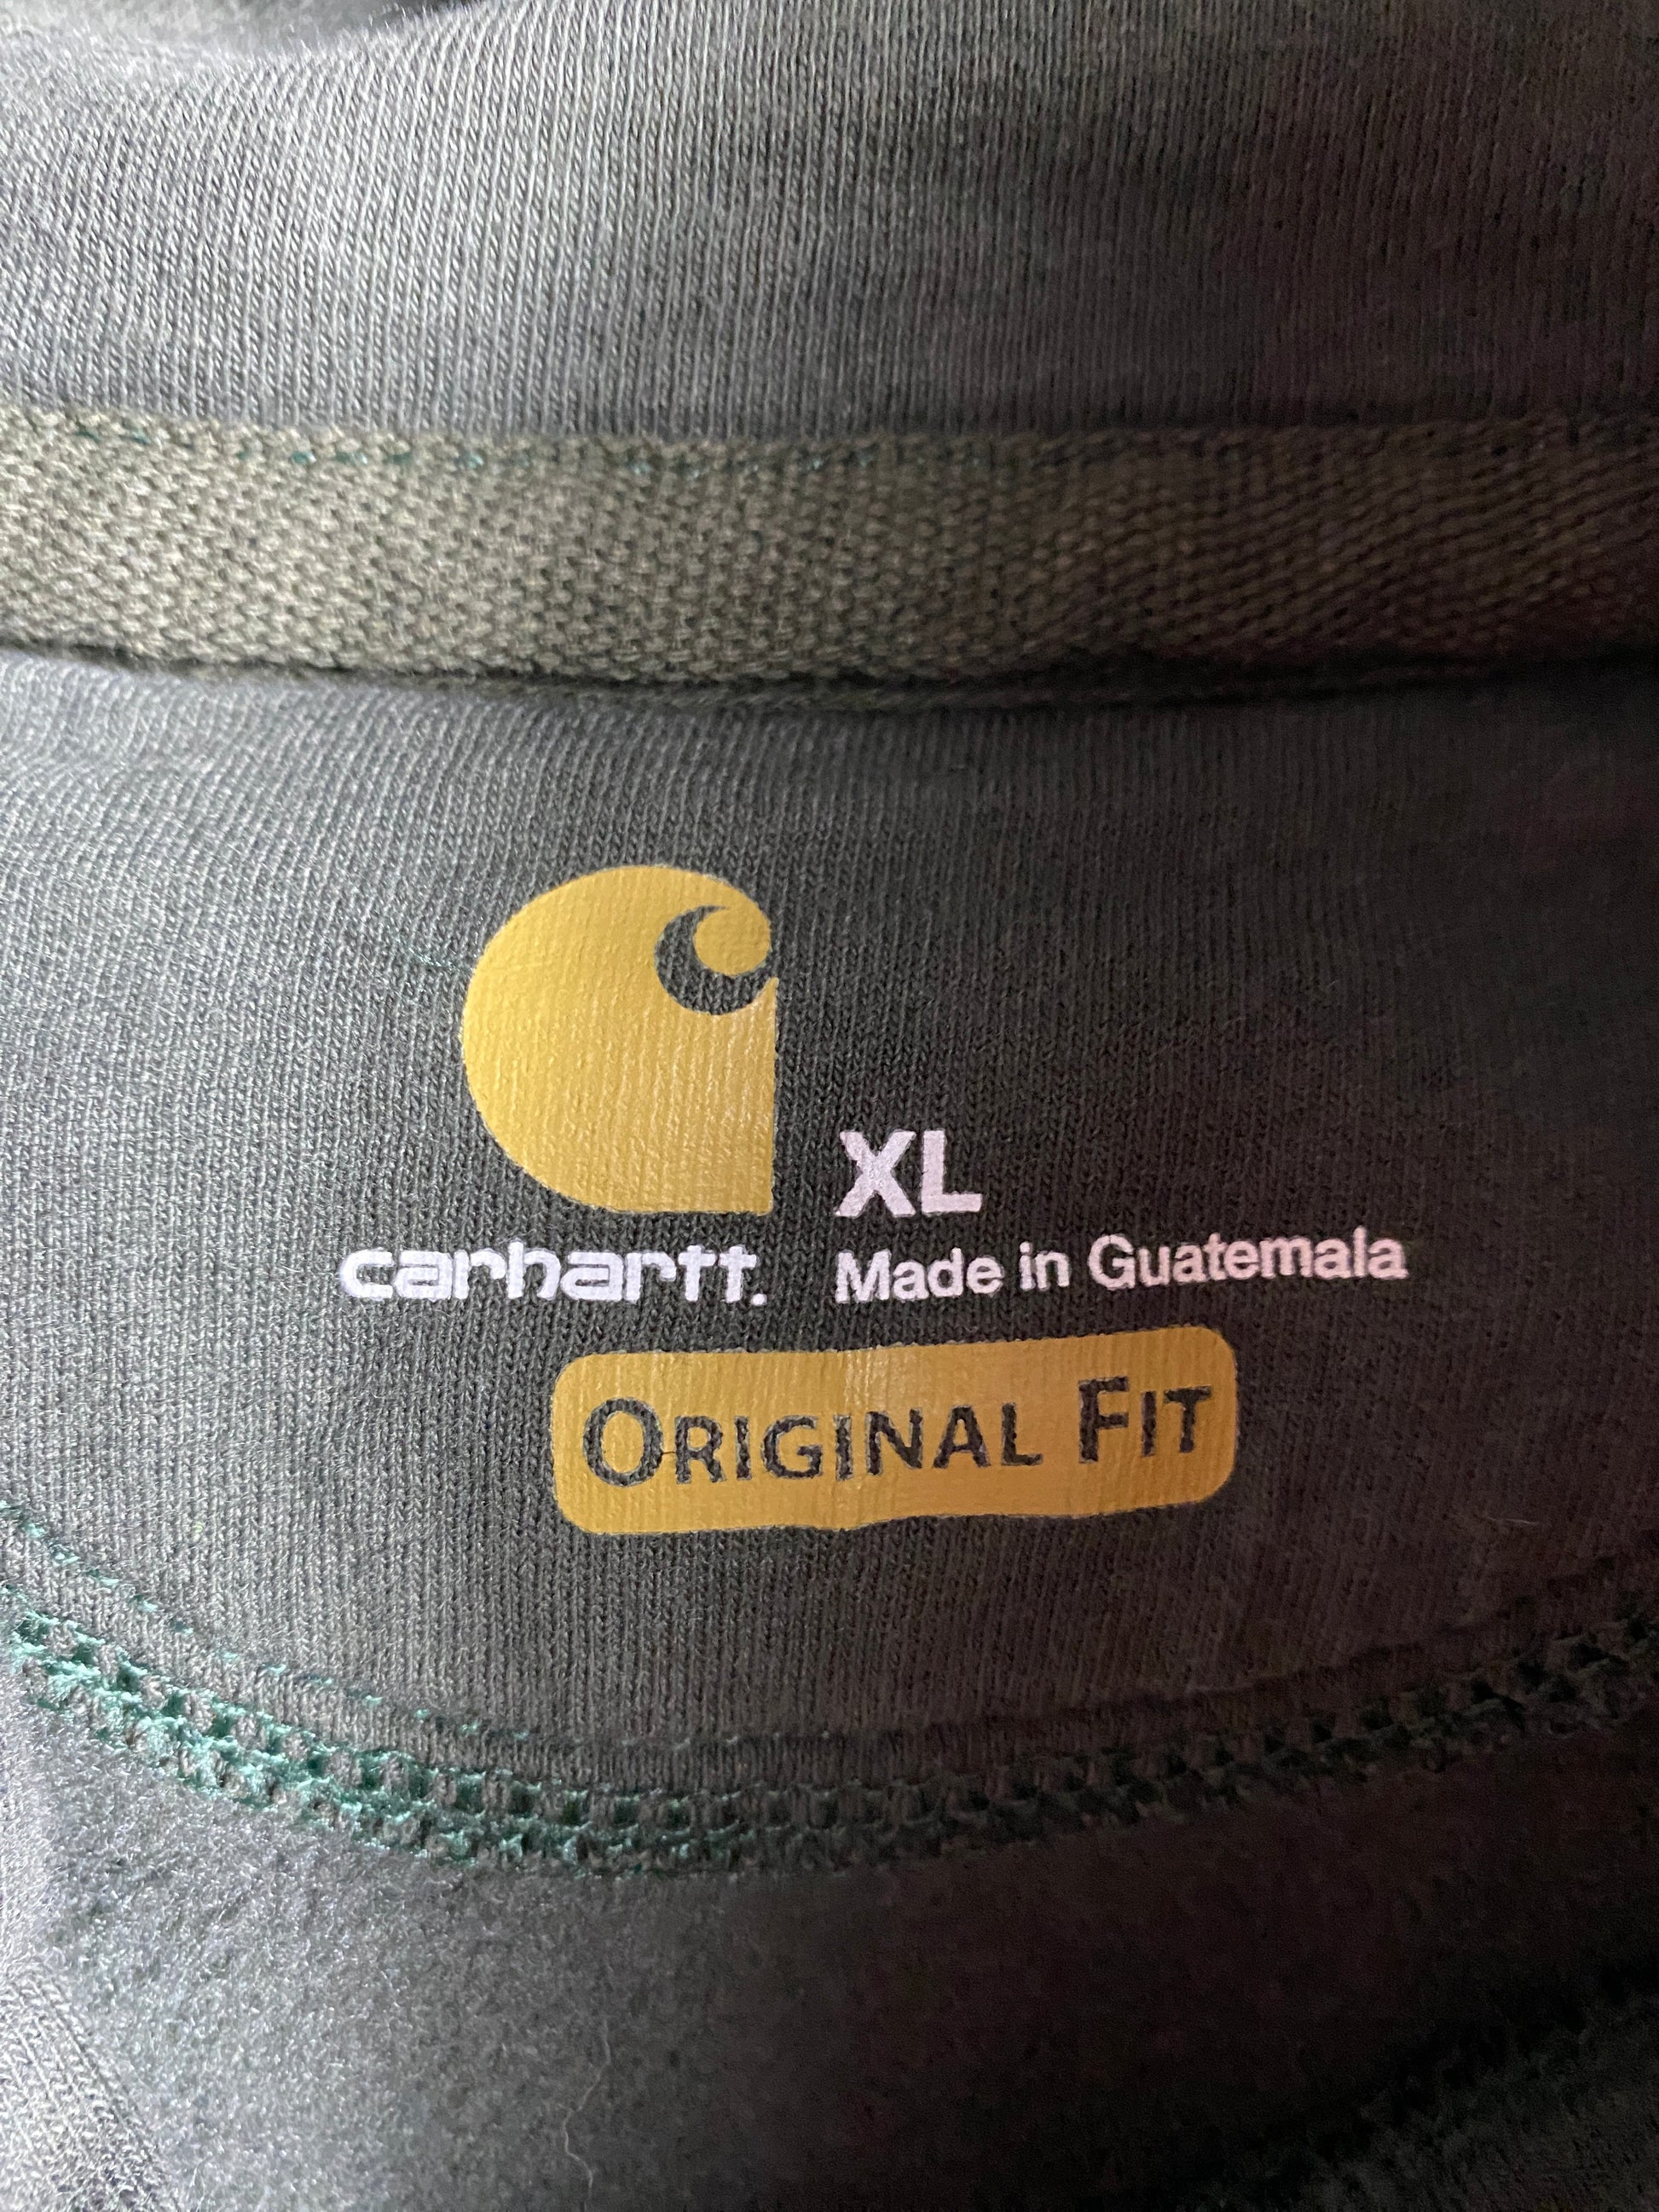 XL
carhartt.
Made in Guatemala
ORIGINAL FIT